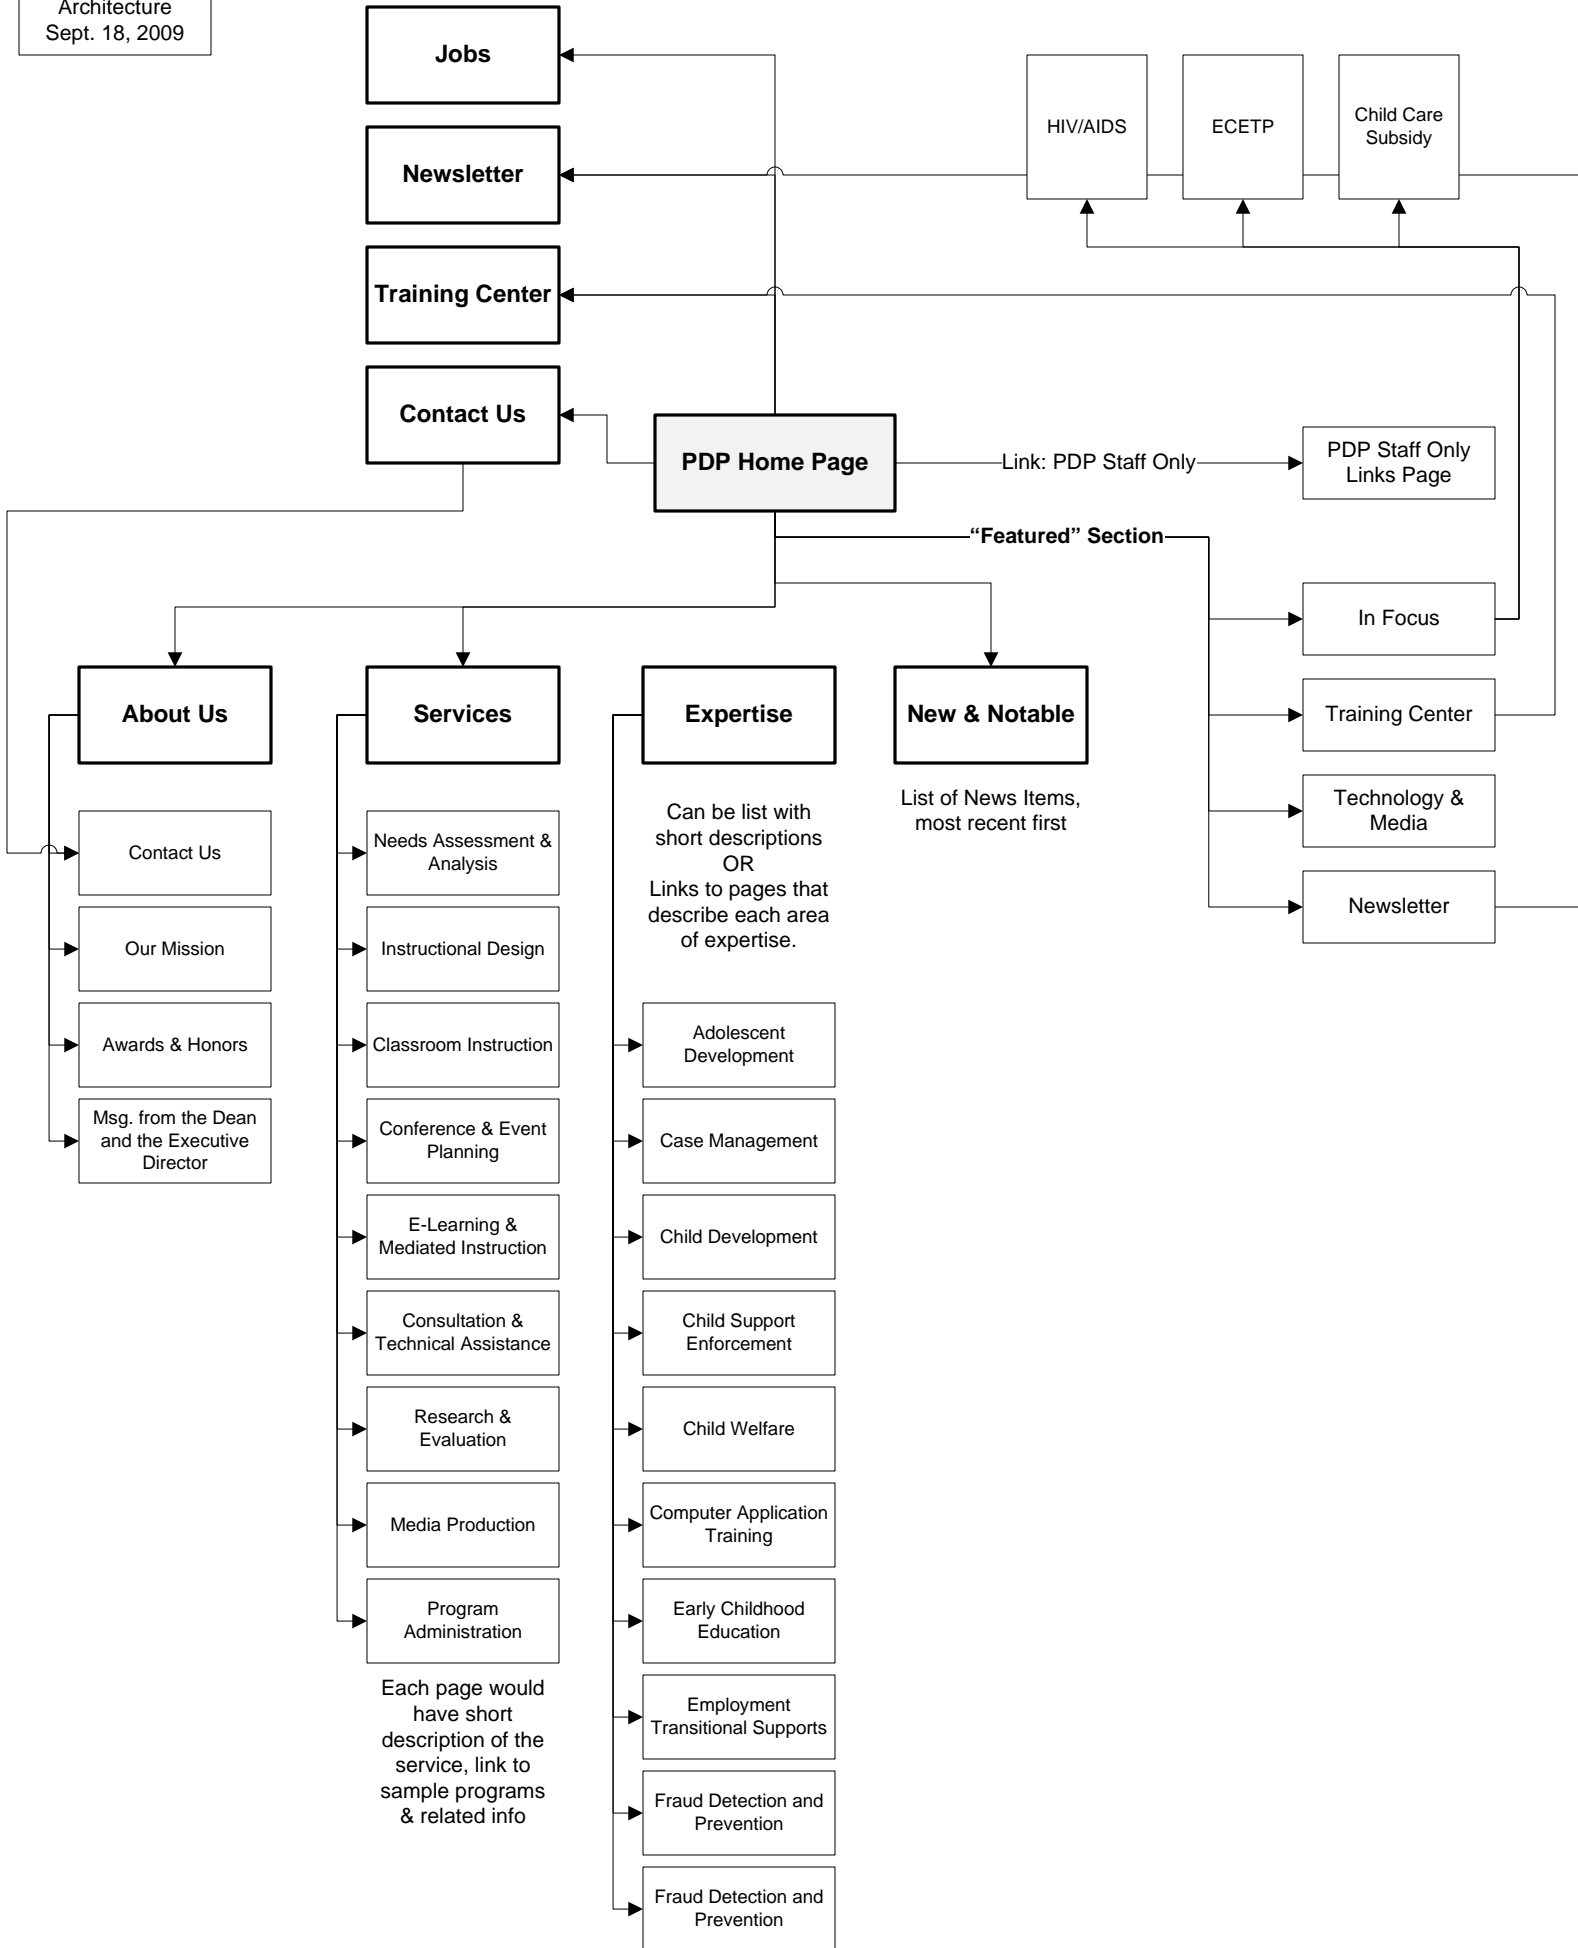 Architecture
Sept. 18, 2009
Jobs
Newsletter
Training Center
Contact Us
HIV/AIDS
ECETP
Child Care
Subsidy
PDP Home Page
Link: PDP Staff Only
PDP Staff Only
Links Page
“Featured” Section
In Focus
Training Center
Technology &
Media
Newsletter
About Us
Contact Us
Our Mission
Awards & Honors
Msg. from the Dean
and the Executive
Director
Services
Needs Assessment &
Analysis
Instructional Design
Classroom Instruction
Conference & Event
Planning
E-Learning &
Mediated Instruction
Consultation &
Technical Assistance
Research &
Evaluation
Media Production
Program
Administration
Each page would
have short
description of the
service, link to
sample programs
& related info
Expertise
Can be list with
short descriptions
OR
Links to pages that
describe each area
of expertise.
Adolescent
Development
Case Management
Child Development
Child Support
Enforcement
Child Welfare
Computer Application
Training
Early Childhood
Education
Employment
Transitional Supports
Fraud Detection and
Prevention
Fraud Detection and
Prevention
New & Notable
List of News Items,
most recent first